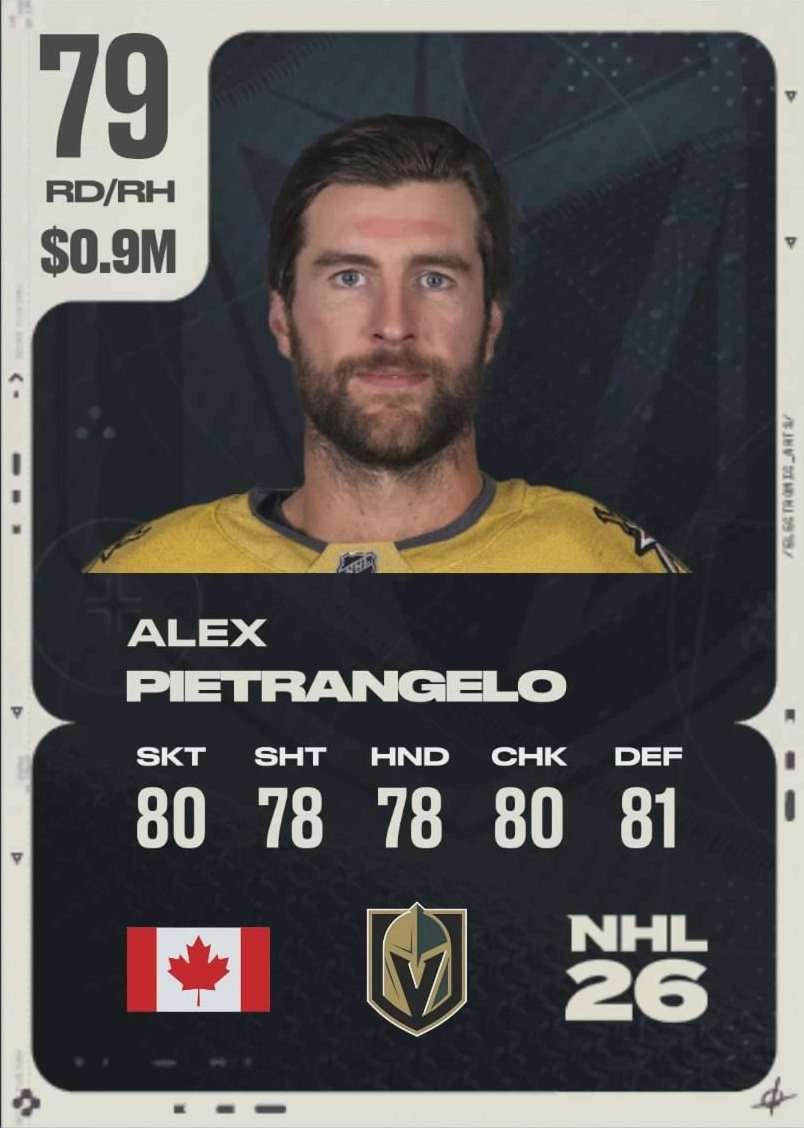 79
RD/RH
$0.9M
ALEX
PIETRANGELO
SKT SHT HND CHK DEF
80 78 78 80 81
NHL
26
NHL